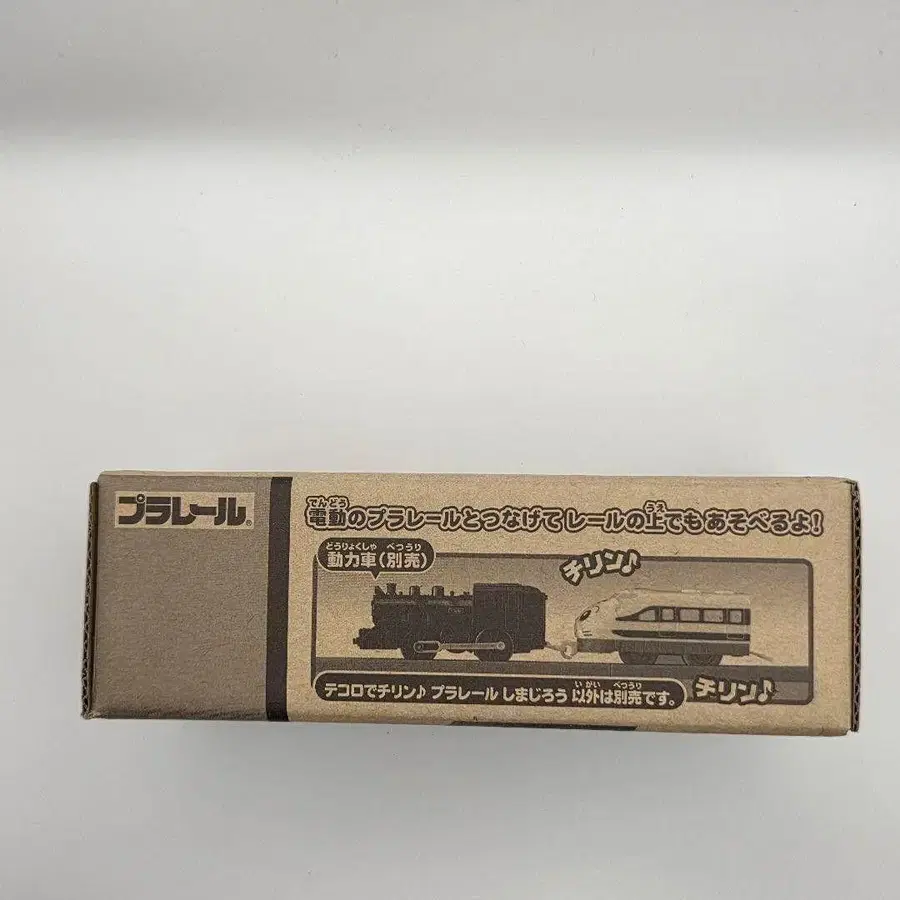 プラレール®
でんどう うえ
電動のプラレールとつなげてレールの上でもあそべるよ!
どうりょくしゃ べつうり
動力車(別売)
チリン♪
いがい べつうり
テコロでチリン♪ プラレール しまじろう 以外は別売です。
チリン♪